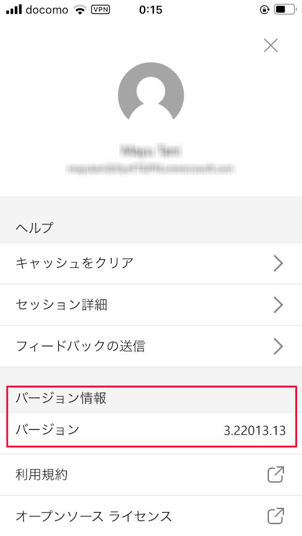 docomo VPN 0:15
ヘルプ
キャッシュをクリア
セッション詳細
フィードバックの送信
バージョン情報
バージョン 3.22013.13
利用規約
オープンソース ライセンス